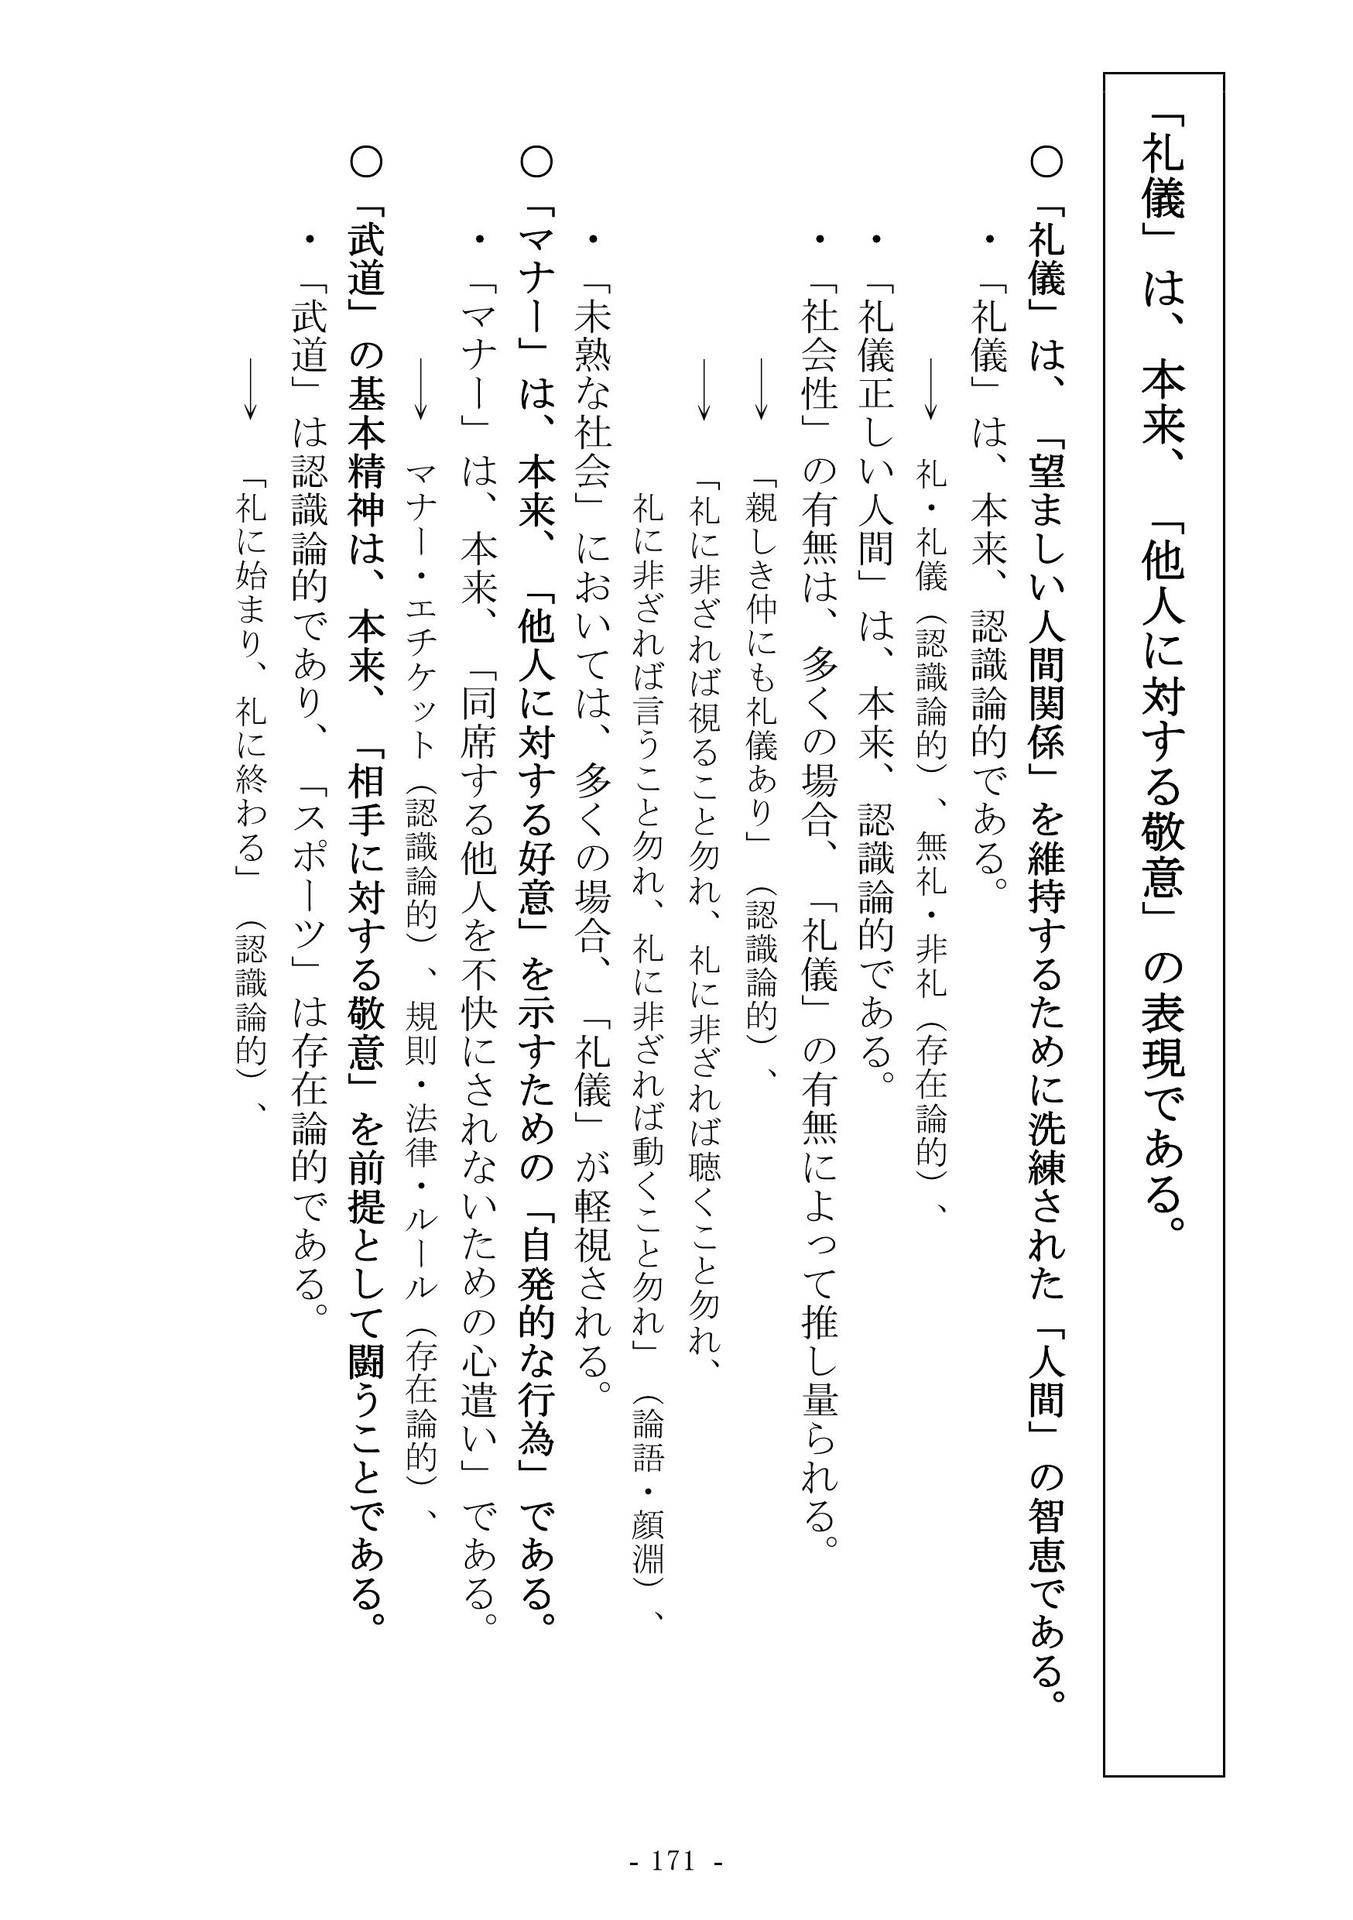 「礼儀」は、本来、「他人に対する敬意」の表現である。
○「礼儀」は、「望ましい人間関係」を維持するために洗練された「人間」の智恵である。
・「礼儀」は、本来、認識論的である。
→ 礼・礼儀（認識論的）、無礼・非礼（存在論的）、
・「礼儀正しい人間」は、本来、認識論的である。
・「社会性」の有無は、多くの場合、「礼儀」の有無によって推し量られる。
→ 「親しき仲にも礼儀あり」（認識論的）、
→ 「礼に非ざれば視ること勿れ、礼に非ざれば聴くこと勿れ、
礼に非ざれば言うこと勿れ、礼に非ざれば動くこと勿れ」（論語・顔淵）、
・「未熟な社会」においては、多くの場合、「礼儀」が軽視される。
○「マナー」は、本来、「他人に対する好意」を示すための「自発的な行為」である。
・「マナー」は、本来、「同席する他人を不快にされないための心遣い」である。
→ マナー・エチケット（認識論的）、規則・法律・ルール（存在論的）、
○「武道」の基本精神は、本来、「相手に対する敬意」を前提として闘うことである。
・「武道」は認識論的であり、「スポーツ」は存在論的である。
→ 「礼に始まり、礼に終わる」（認識論的）、
- 171 -